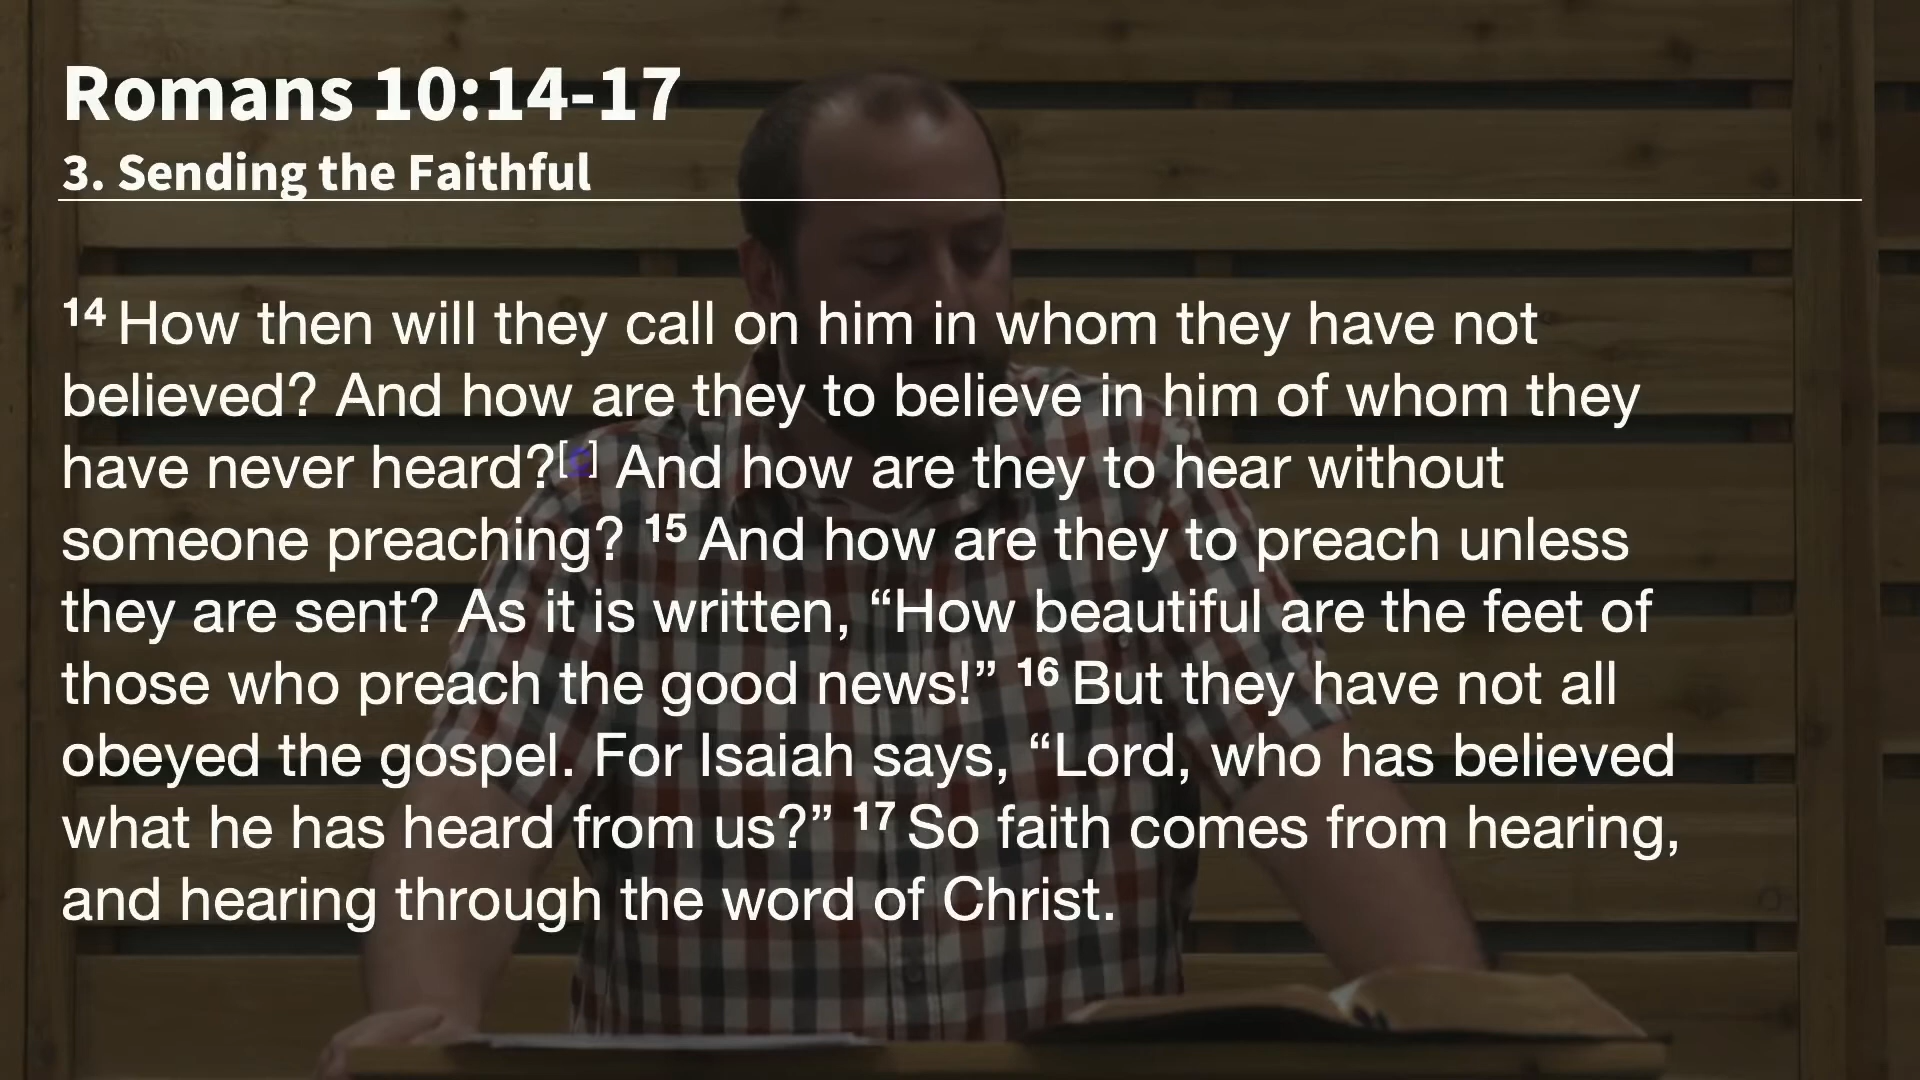 Romans 10:14-17
3. Sending the Faithful
14 How then will they call on him in whom they have not
believed? And how are they to believe in him of whom they
have never heard?[c] And how are they to hear without
someone preaching? 15 And how are they to preach unless
they are sent? As it is written, “How beautiful are the feet of
those who preach the good news!” 16 But they have not all
obeyed the gospel. For Isaiah says, “Lord, who has believed
what he has heard from us?” 17 So faith comes from hearing,
and hearing through the word of Christ.